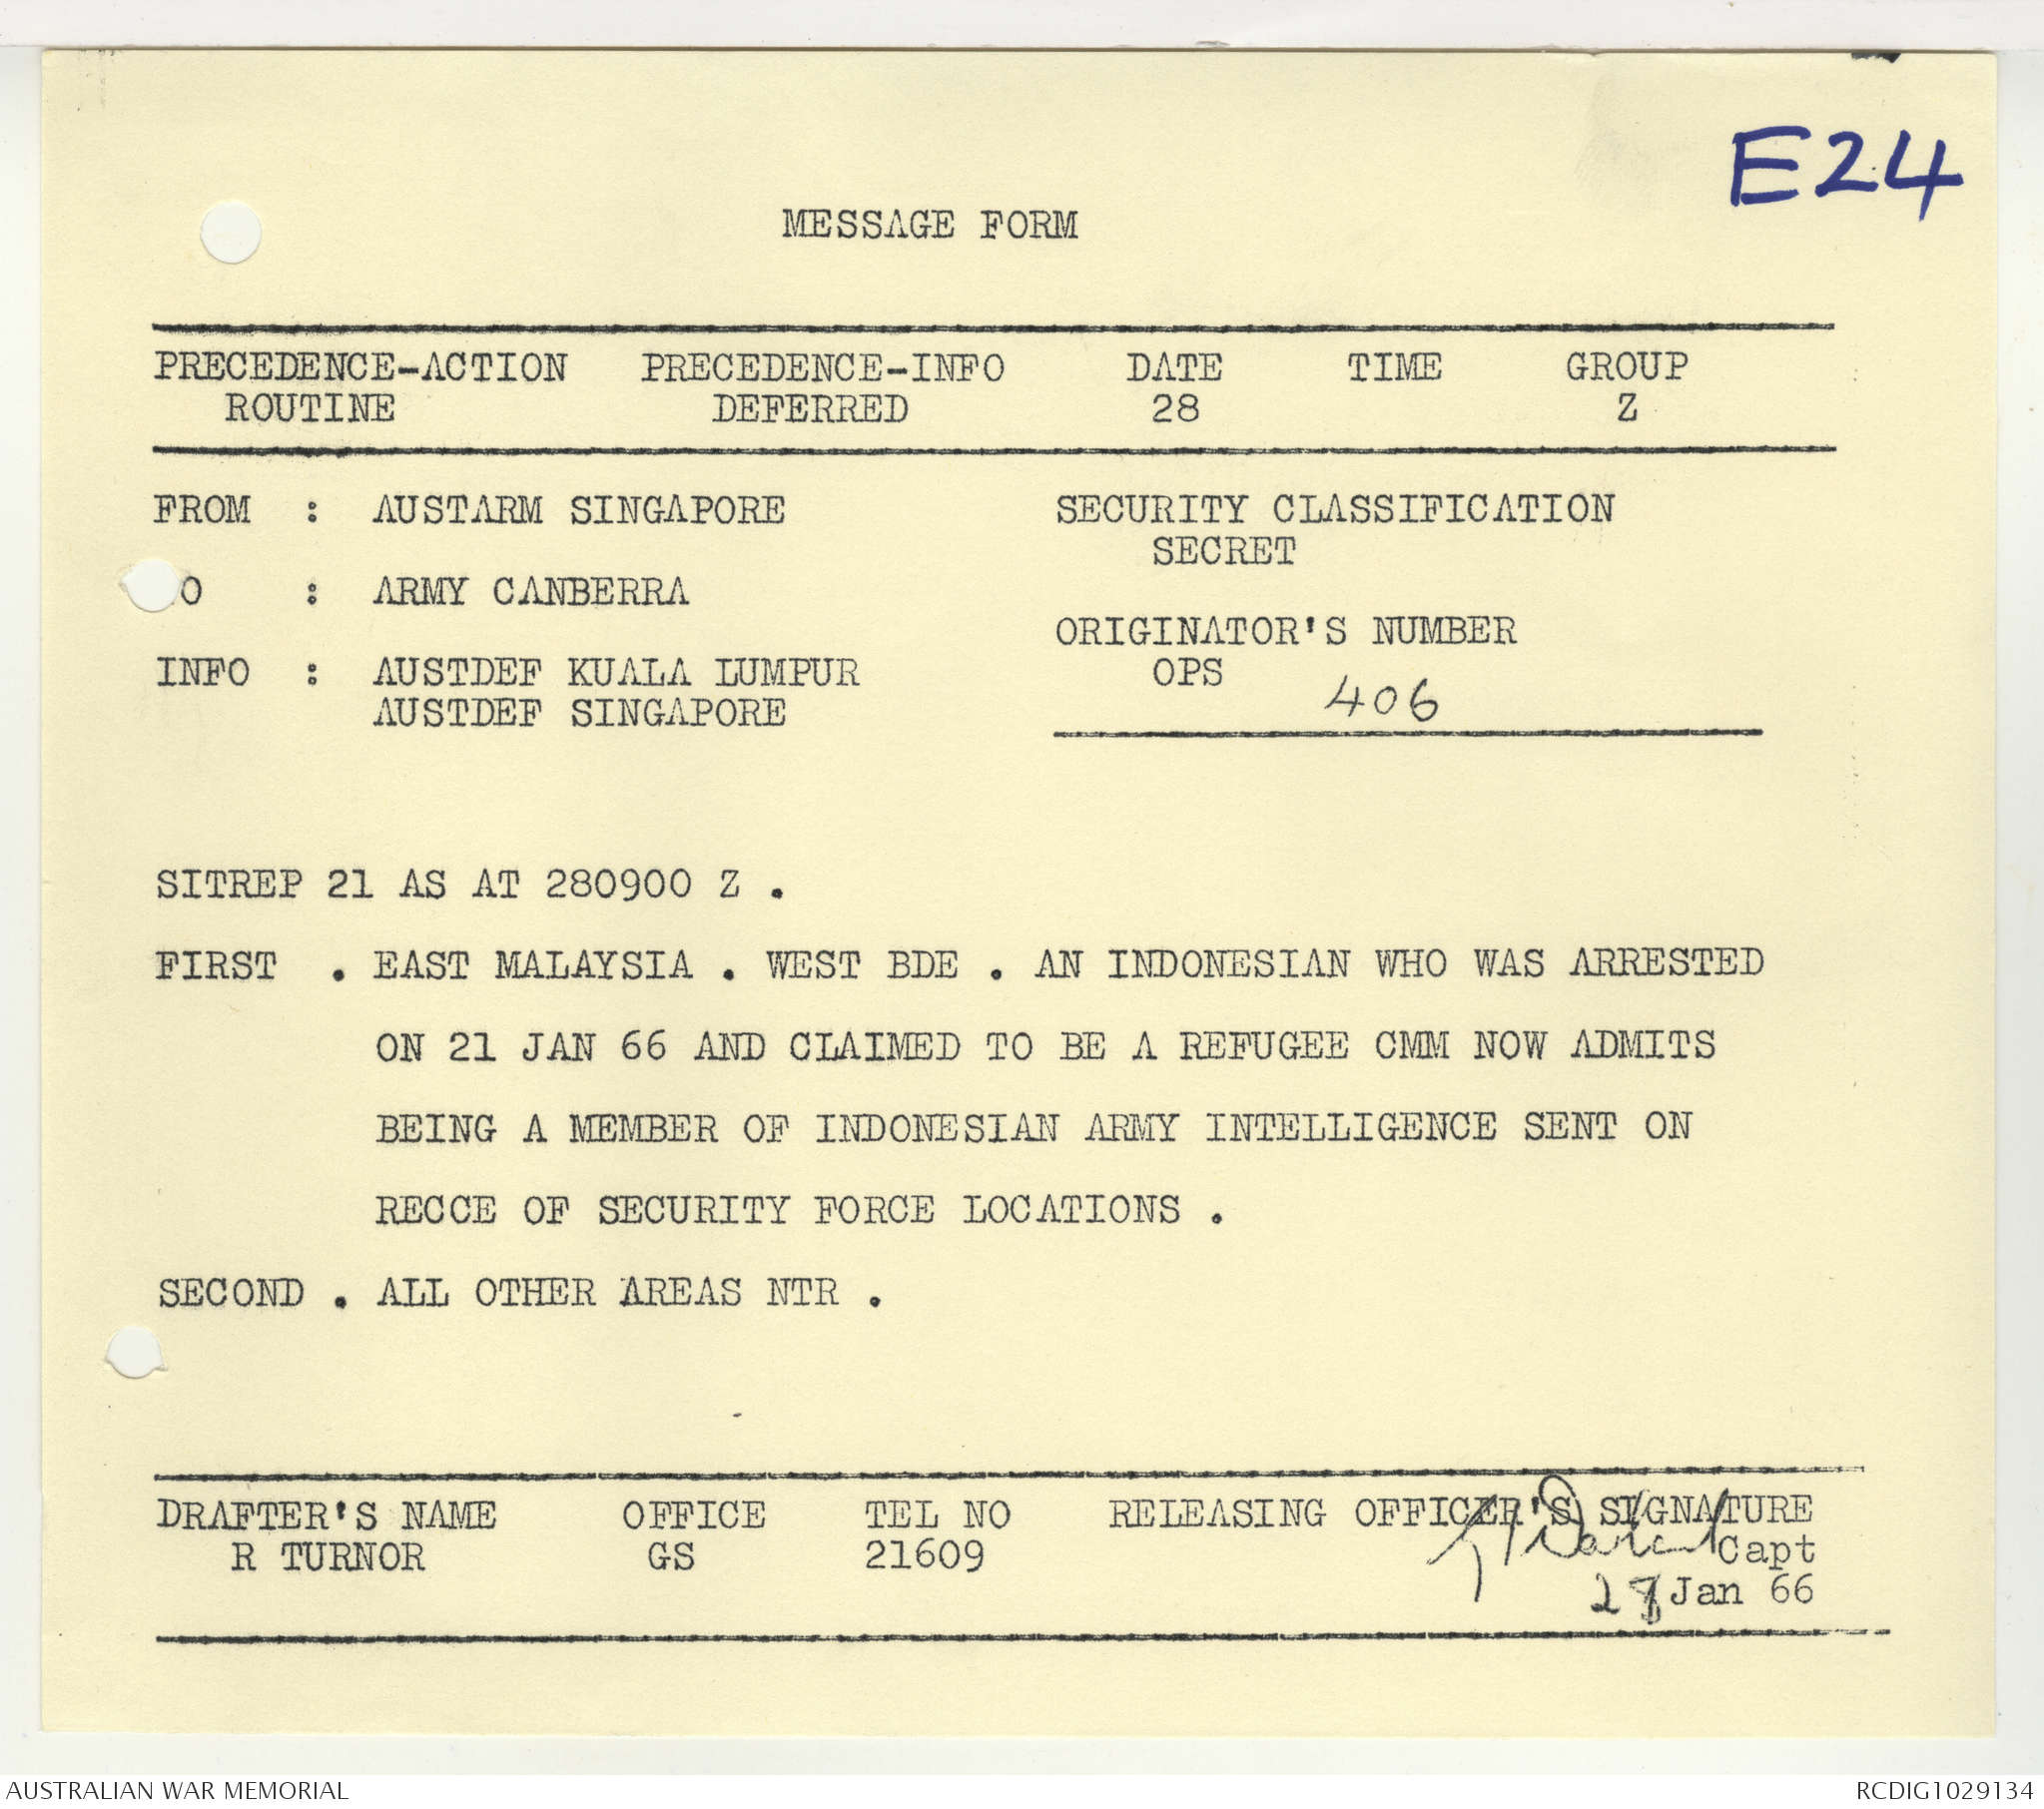 E24
MESSAGE FORM
PRECEDENCE-ACTION PRECEDENCE-INFO DATE TIME GROUP
ROUTINE DEFERRED 28 Z
FROM : AUSTARM SINGAPORE SECURITY CLASSIFICATION
SECRET
O : ARMY CANBERRA
ORIGINATOR'S NUMBER
INFO : AUSTDEF KUALA LUMPUR OPS 406
AUSTDEF SINGAPORE
SITREP 21 AS AT 280900 Z .
FIRST . EAST MALAYSIA . WEST BDE . AN INDONESIAN WHO WAS ARRESTED
ON 21 JAN 66 AND CLAIMED TO BE A REFUGEE CMM NOW ADMITS
BEING A MEMBER OF INDONESIAN ARMY INTELLIGENCE SENT ON
RECCE OF SECURITY FORCE LOCATIONS .
SECOND . ALL OTHER AREAS NTR .
DRAFTER'S NAME OFFICE TEL NO RELEASING OFFICER'S SIGNATURE
R TURNOR GS 21609 Capt
28 Jan 66
AUSTRALIAN WAR MEMORIAL RCDIG1029134